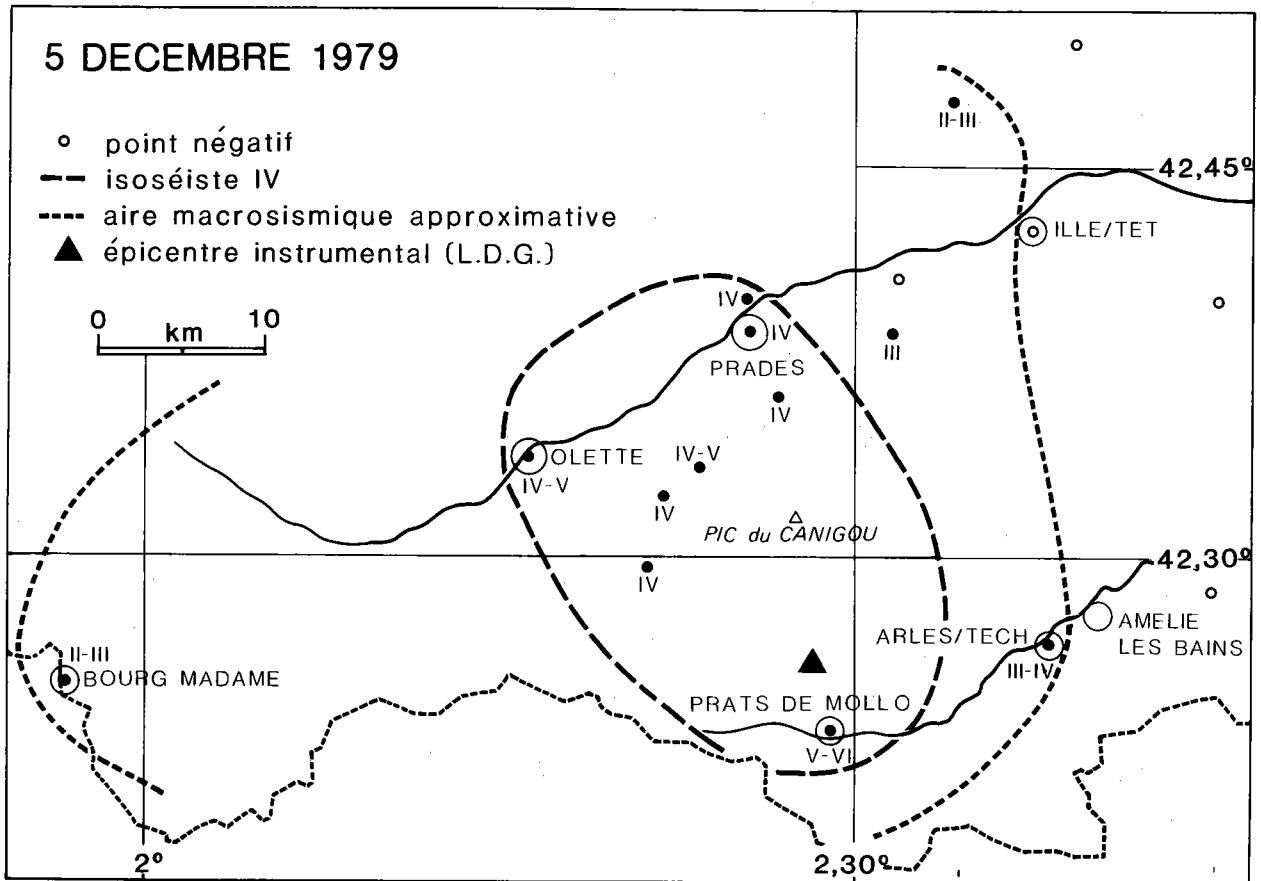 5 DECEMBRE 1979
point négatif
isoséiste IV
aire macrosismique approximative
épicentre instrumental (L.D.G.)
0 10
km
II-III
42,45º
ILLE/TET
IV
IV
PRADES
III
IV
OLETTE
IV-V
IV-V
IV
PIC du CANIGOU
IV
42,30º
ARLES/TECH
AMELIE
LES BAINS
III-IV
II-III
BOURG MADAME
PRATS DE MOLLO
V-VI
2º
2,30º